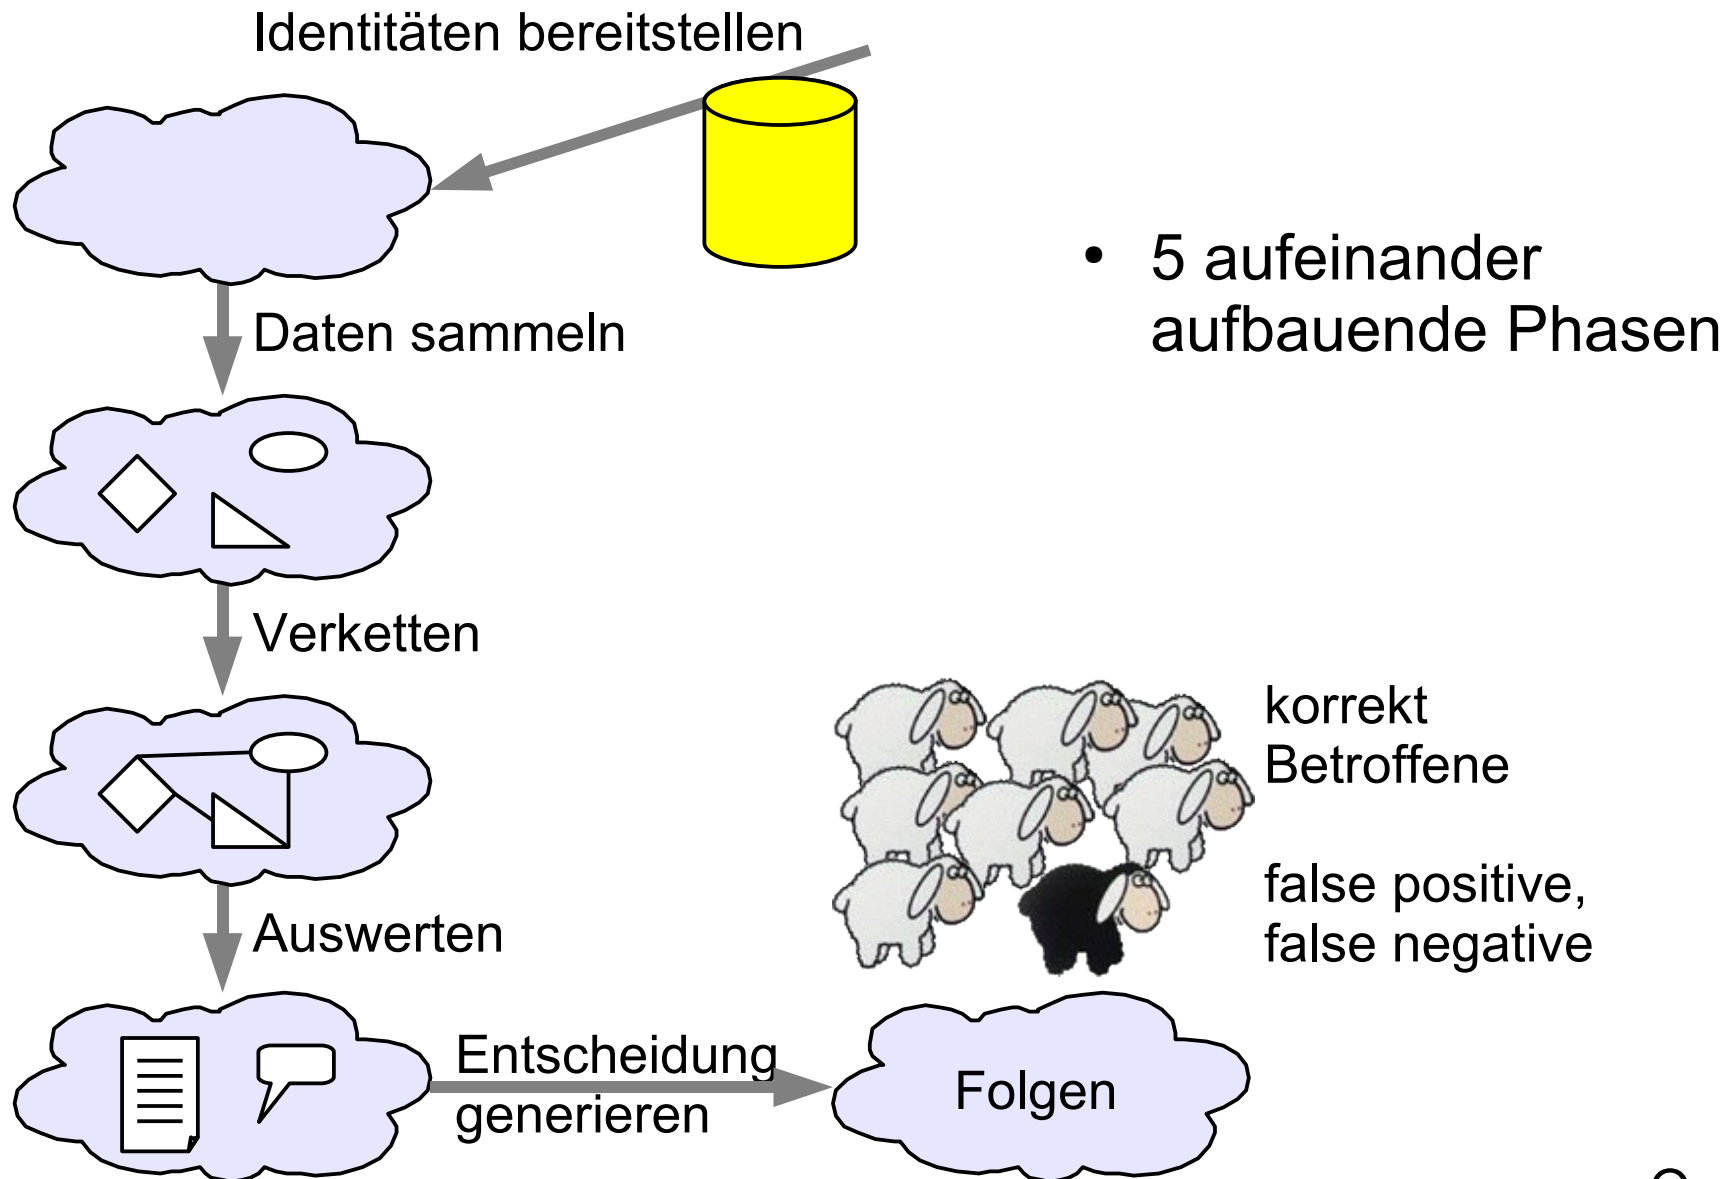 Identitäten bereitstellen
• 5 aufeinander
aufbauende Phasen
Daten sammeln
Verketten
korrekt
Betroffene
Auswerten
false positive,
false negative
Entscheidung
generieren
Folgen